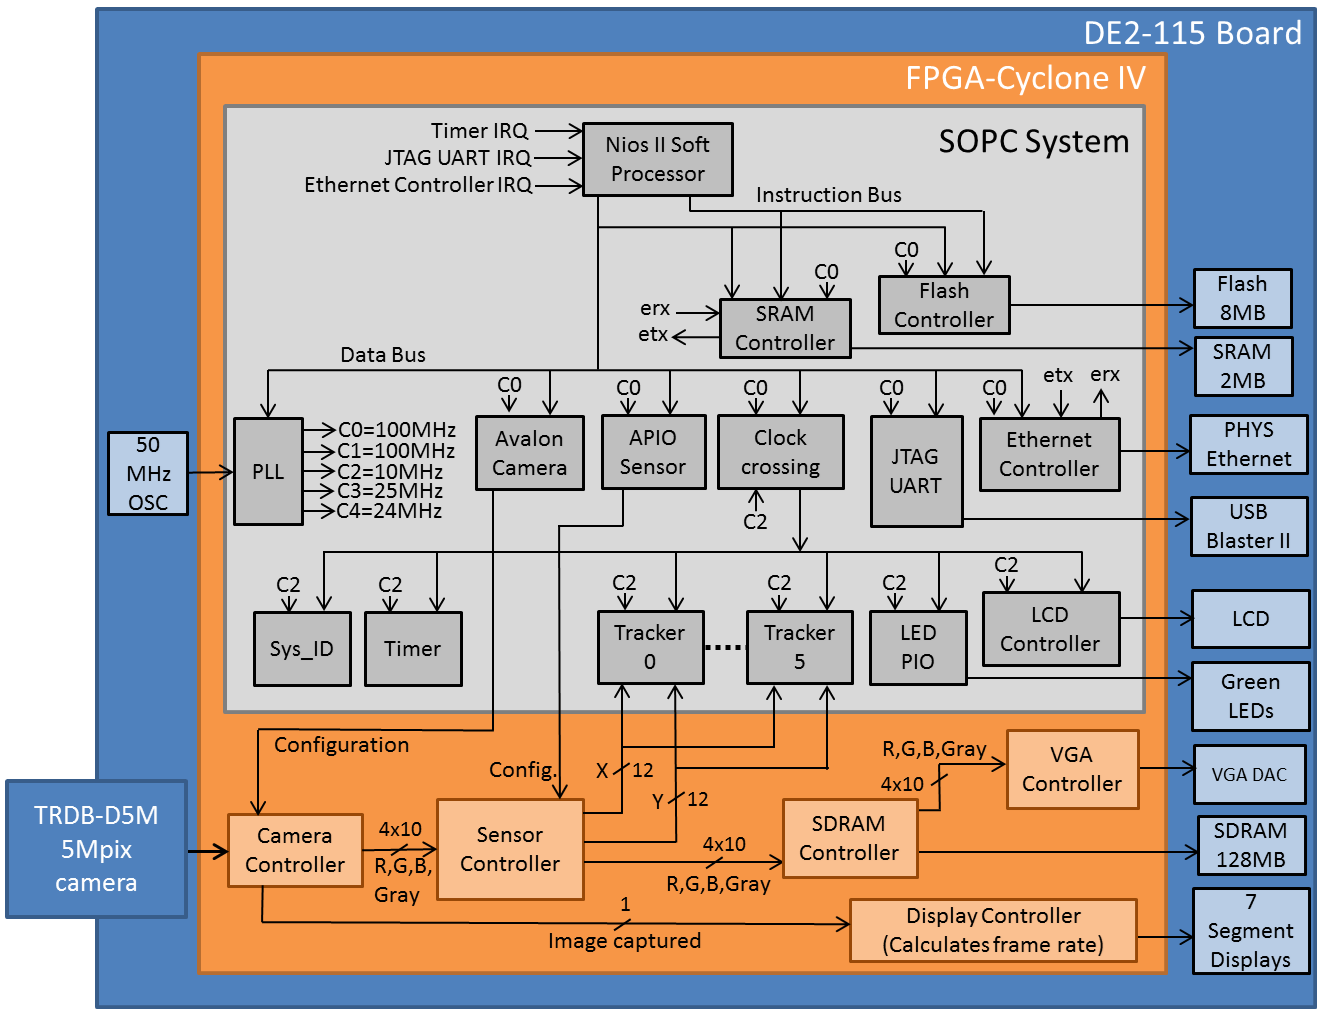 DE2-115 Board
FPGA-Cyclone IV
SOPC System
Timer IRQ
JTAG UART IRQ
Ethernet Controller IRQ
Nios II Soft
Processor
Instruction Bus
C0
Flash
Controller
C0
erx
etx
SRAM
Controller
Flash
8MB
SRAM
2MB
Data Bus
50
MHz
OSC
PLL
C0=100MHz
C1=100MHz
C2=10MHz
C3=25MHz
C4=24MHz
C0
Avalon
Camera
C0
APIO
Sensor
C0
Clock
crossing
C2
C0
JTAG
UART
C0
etx
erx
Ethernet
Controller
PHYS
Ethernet
USB
Blaster II
C2
Sys_ID
C2
Timer
C2
Tracker
0
C2
Tracker
5
C2
LED
PIO
C2
LCD
Controller
LCD
Green
LEDs
Configuration
Config.
X
12
Y
12
R,G,B,Gray
4x10
VGA
Controller
VGA DAC
TRDB-D5M
5Mpix
camera
Camera
Controller
4x10
R,G,B,
Gray
Sensor
Controller
4x10
R,G,B,Gray
SDRAM
Controller
SDRAM
128MB
1
Image captured
Display Controller
(Calculates frame rate)
7
Segment
Displays